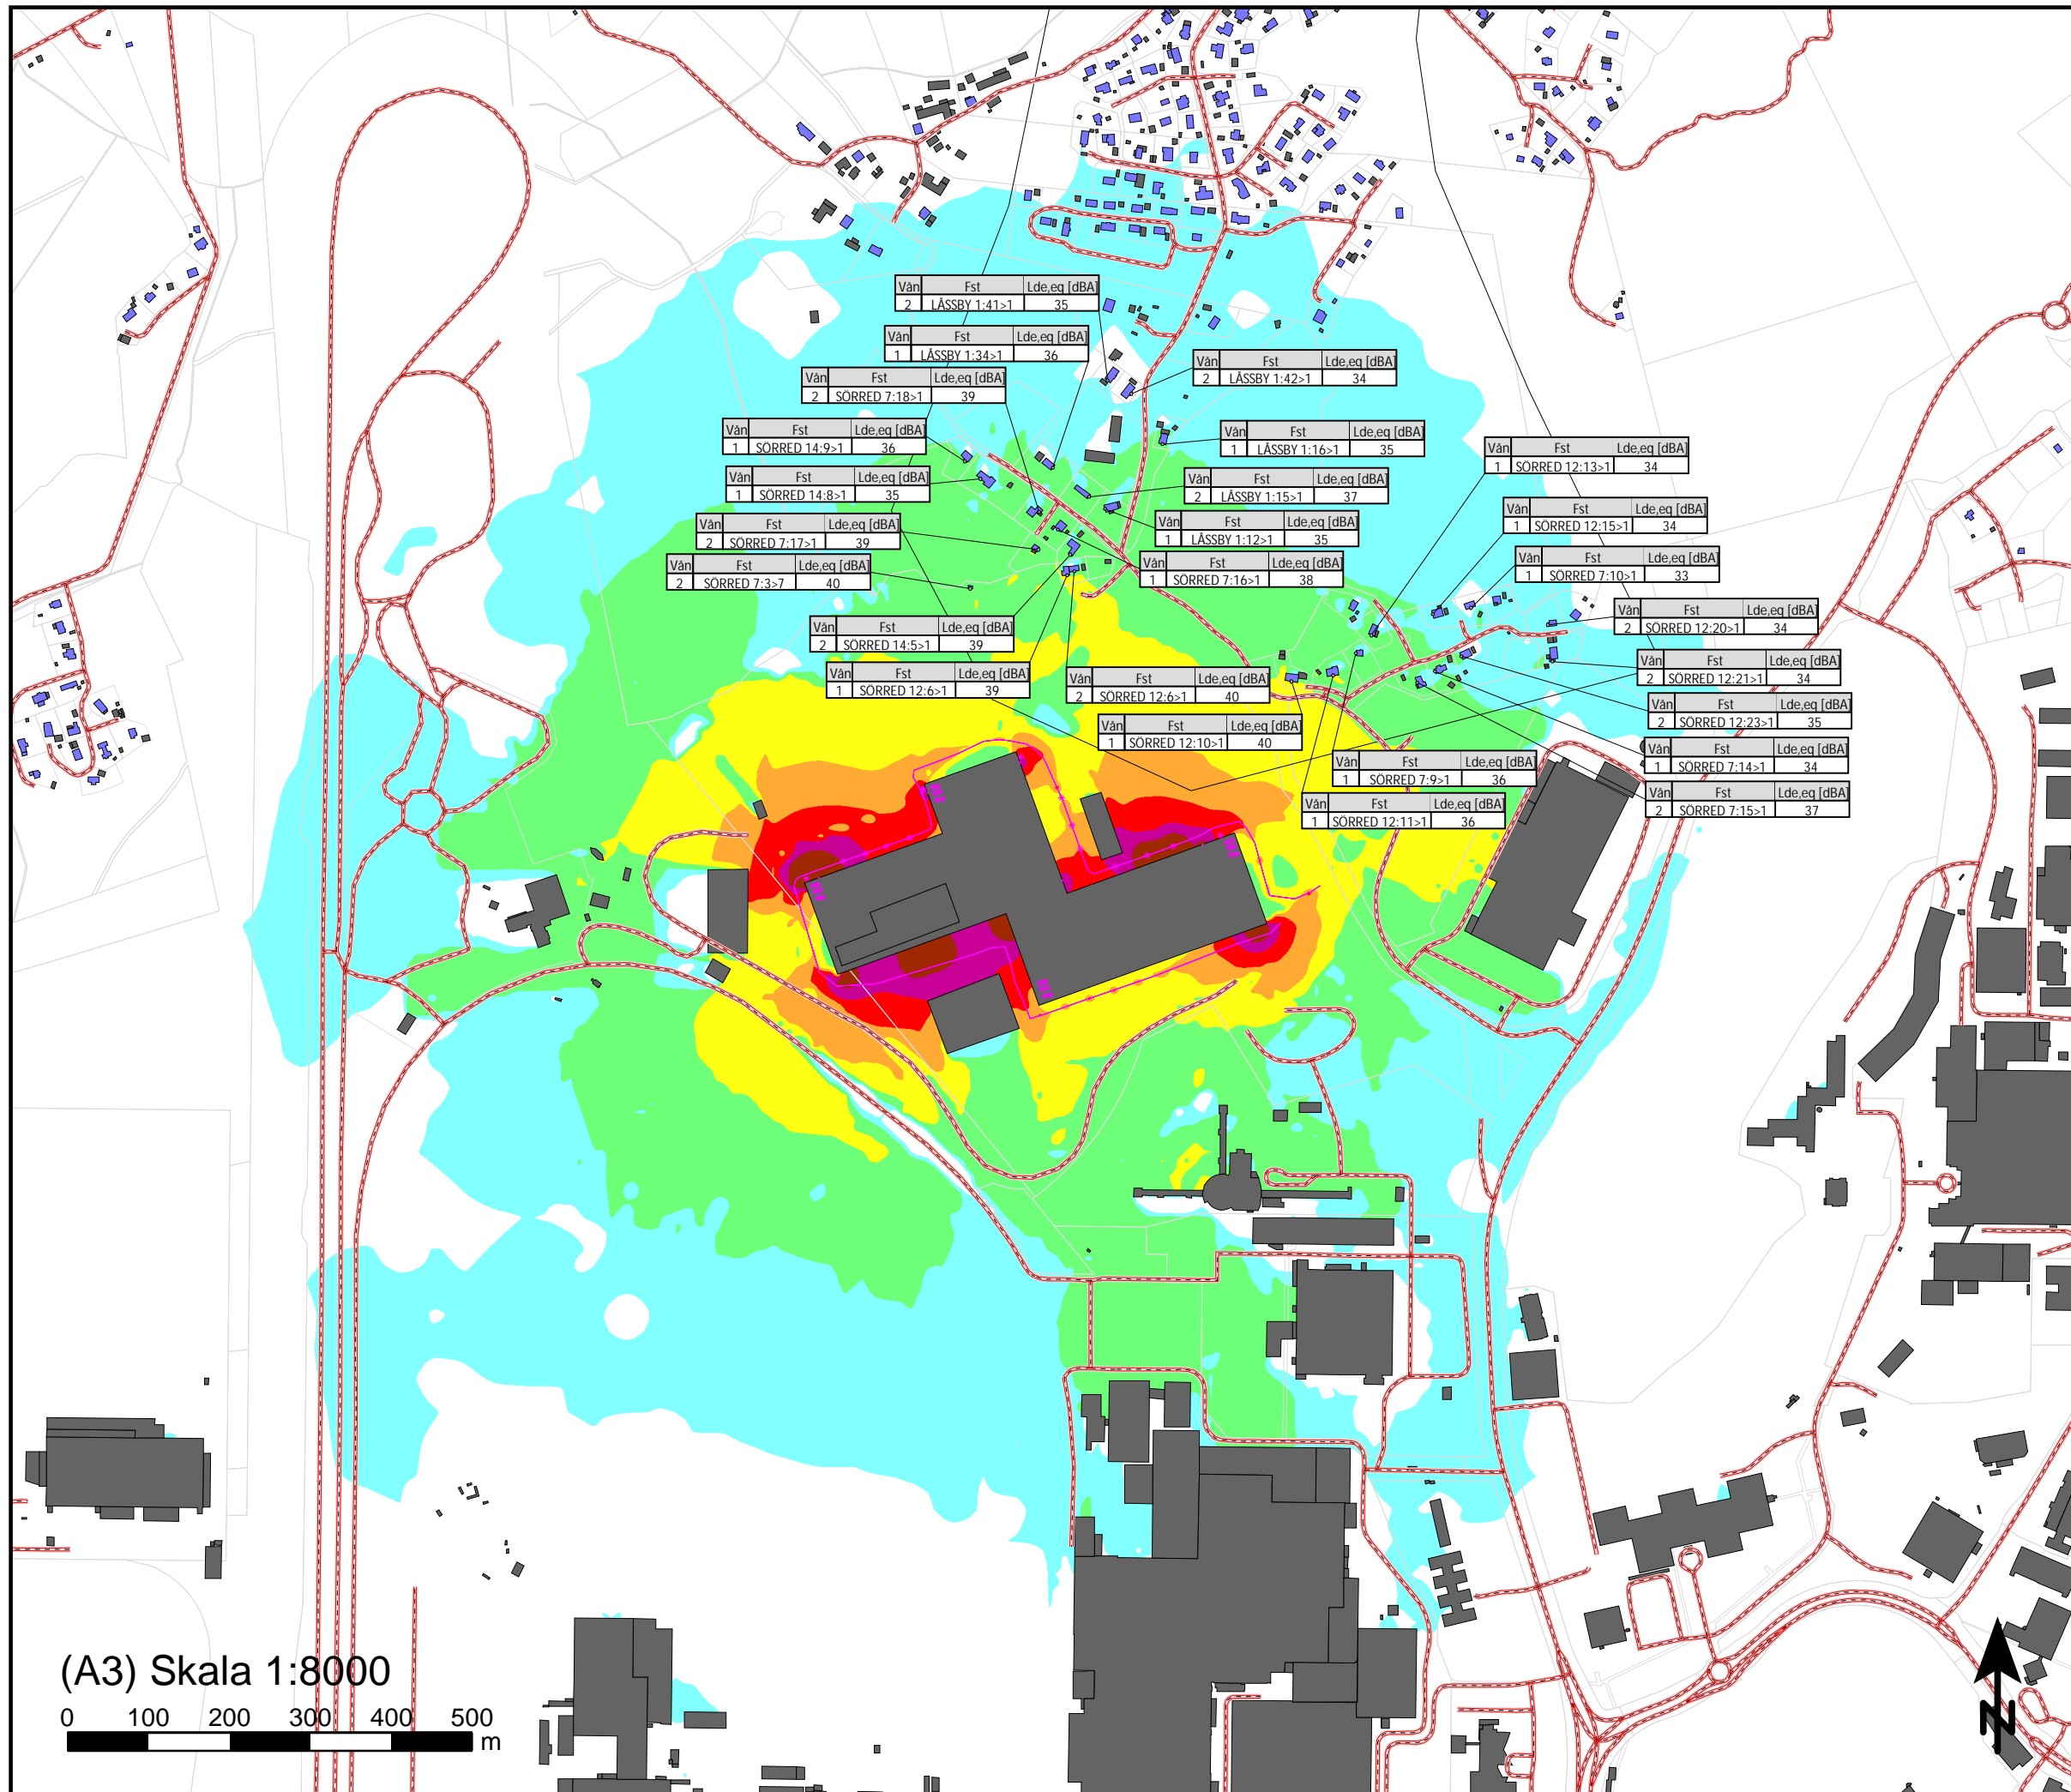 Vån Fst Lde,eq [dBA]
2 LÅSSBY 1:41>1 35
Vån Fst Lde,eq [dBA]
1 LÅSSBY 1:34>1 36
Vån Fst Lde,eq [dBA]
2 LÅSSBY 1:42>1 34
Vån Fst Lde,eq [dBA]
2 SÖRRED 7:18>1 39
Vån Fst Lde,eq [dBA]
1 SÖRRED 14:9>1 36
Vån Fst Lde,eq [dBA]
1 LÅSSBY 1:16>1 35
Vån Fst Lde,eq [dBA]
1 SÖRRED 12:13>1 34
Vån Fst Lde,eq [dBA]
1 SÖRRED 14:8>1 35
Vån Fst Lde,eq [dBA]
2 LÅSSBY 1:15>1 37
Vån Fst Lde,eq [dBA]
1 SÖRRED 12:15>1 34
Vån Fst Lde,eq [dBA]
2 SÖRRED 7:17>1 39
Vån Fst Lde,eq [dBA]
1 LÅSSBY 1:12>1 35
Vån Fst Lde,eq [dBA]
1 SÖRRED 7:10>1 33
Vån Fst Lde,eq [dBA]
2 SÖRRED 7:3>7 40
Vån Fst Lde,eq [dBA]
1 SÖRRED 7:16>1 38
Vån Fst Lde,eq [dBA]
2 SÖRRED 12:20>1 34
Vån Fst Lde,eq [dBA]
2 SÖRRED 14:5>1 39
Vån Fst Lde,eq [dBA]
2 SÖRRED 12:21>1 34
Vån Fst Lde,eq [dBA]
1 SÖRRED 12:6>1 39
Vån Fst Lde,eq [dBA]
2 SÖRRED 12:6>1 40
Vån Fst Lde,eq [dBA]
2 SÖRRED 12:23>1 35
Vån Fst Lde,eq [dBA]
1 SÖRRED 12:10>1 40
Vån Fst Lde,eq [dBA]
1 SÖRRED 7:14>1 34
Vån Fst Lde,eq [dBA]
1 SÖRRED 7:9>1 36
Vån Fst Lde,eq [dBA]
2 SÖRRED 7:15>1 37
Vån Fst Lde,eq [dBA]
1 SÖRRED 12:11>1 36
(A3) Skala 1:8000
0 100 200 300 400 500
m
N